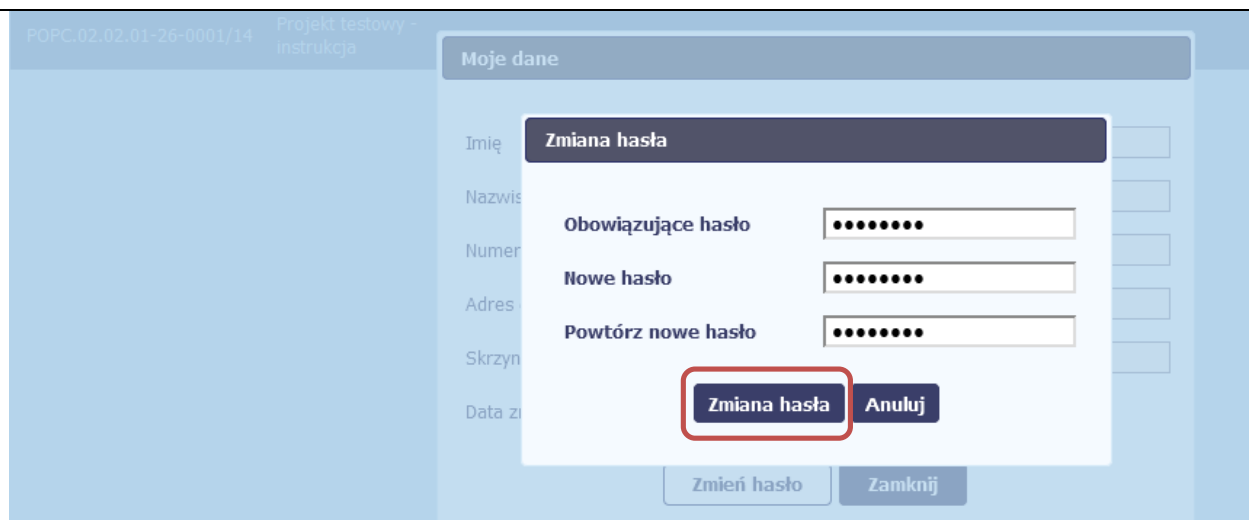 POPC.02.02.01-26-0001/14 Projekt testowy -
instrukcja
Moje dane
Imię
Zmiana hasła
Nazwis
Obowiązujące hasło
Numer
Nowe hasło
Adres
Powtórz nowe hasło
Skrzyn
Zmiana hasła Anuluj
Data
Zmień hasło Zamknij